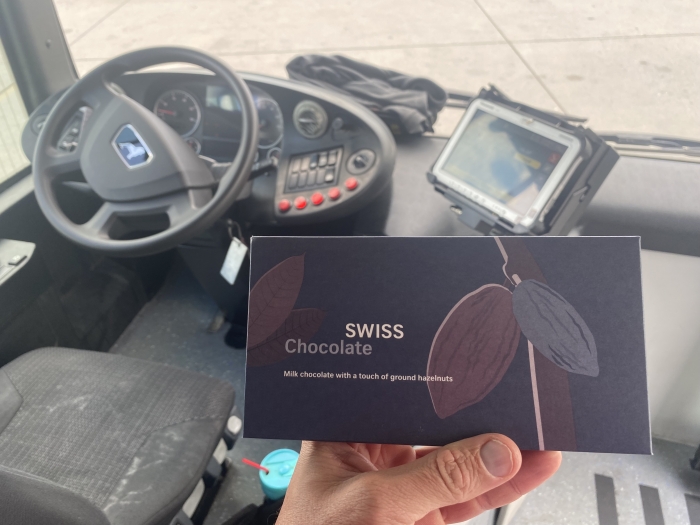 SWISS
Chocolate
Milk chocolate with a touch of ground hazelnuts